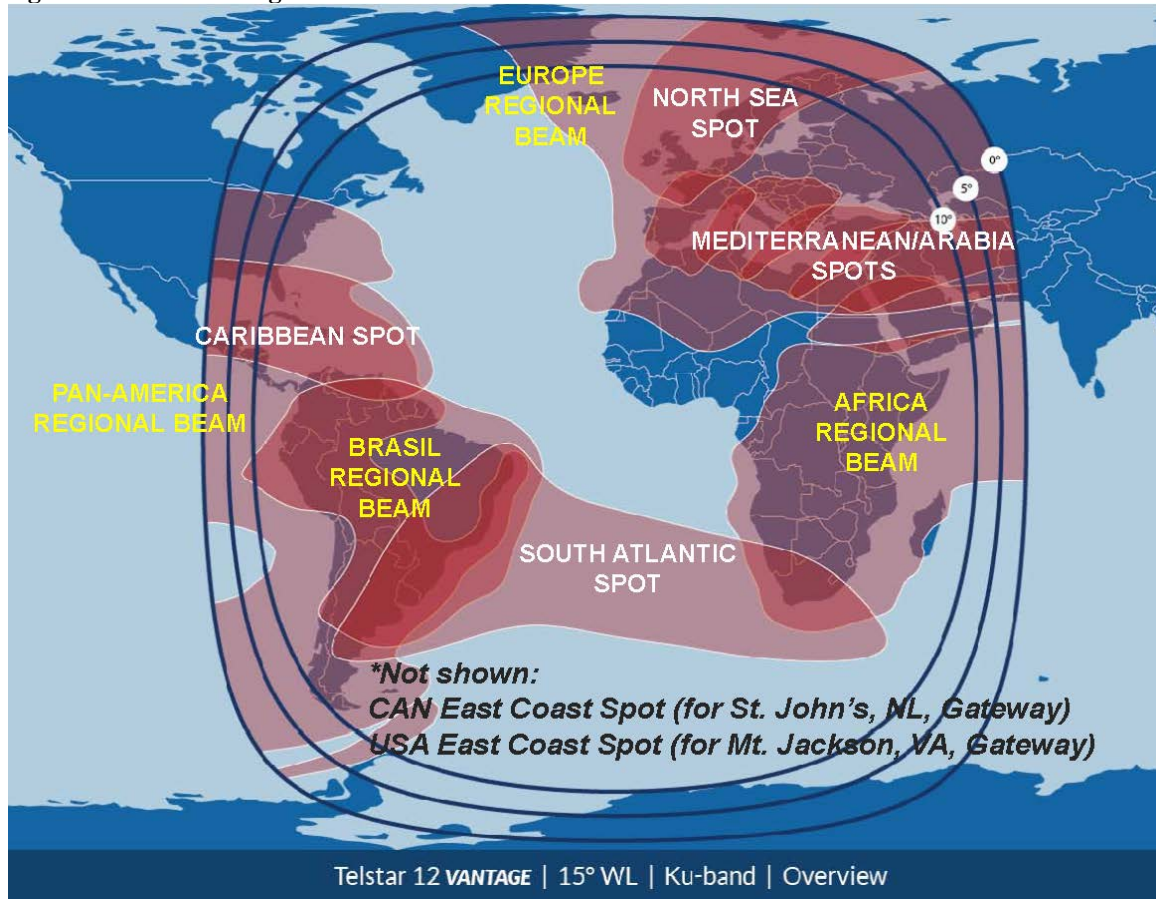 EUROPE
REGIONAL
BEAM
NORTH SEA
SPOT
0°
5°
10°
MEDITERRANEAN/ARABIA
SPOTS
CARIBBEAN SPOT
PAN-AMERICA
REGIONAL BEAM
AFRICA
REGIONAL
BEAM
BRASIL
REGIONAL
BEAM
SOUTH ATLANTIC
SPOT
*Not shown:
CAN East Coast Spot (for St. John's, NL, Gateway)
USA East Coast Spot (for Mt. Jackson, VA, Gateway)
Telstar 12 VANTAGE | 15° WL | Ku-band | Overview